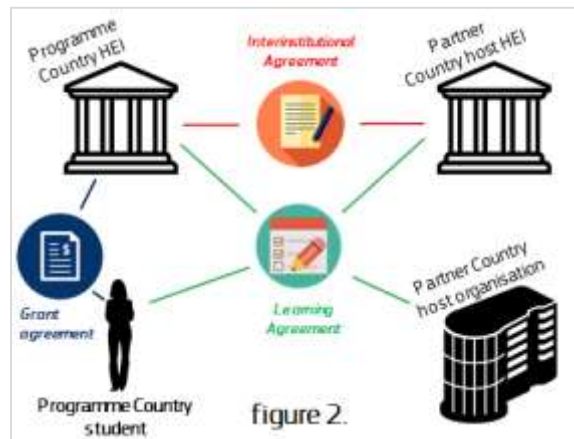 Programme
Country HEI
Interinstitutional
Agreement
Partner
Country host HEI
$
Grant
agreement
Learning
Agreement
Partner Country
host organisation
Programme Country
student
figure 2.